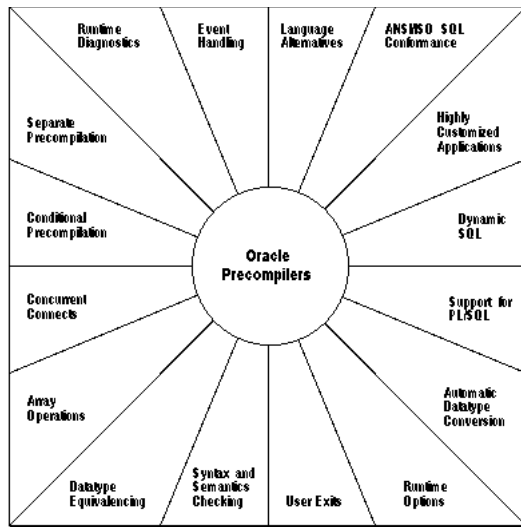 Runtime
Diagnostics
Event
Handling
Language
Alternatives
ANSI/ISO SQL
Conformance
Highly
Customized
Applications
Dynamic
SQL
Support for
PL/SQL
Automatic
Datatype
Conversion
Runtime
Options
User Exits
Syntax and
Semantics
Checking
Datatype
Equivalencing
Array
Operations
Concurrent
Connects
Conditional
Precompilation
Separate
Precompilation
Oracle
Precompilers